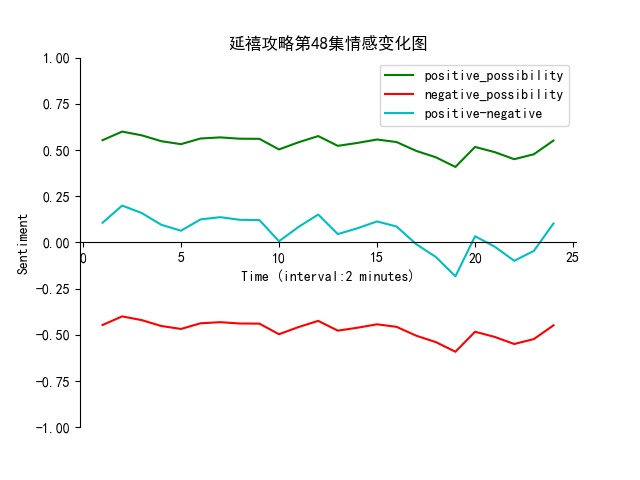 延禧攻略第48集情感变化图
1.00
0.75
0.50
0.25
0.00
−0.25
−0.50
−0.75
−1.00
Sentiment
0 5 10 15 20 25
Time (interval:2 minutes)
positive_possibility
negative_possibility
positive-negative